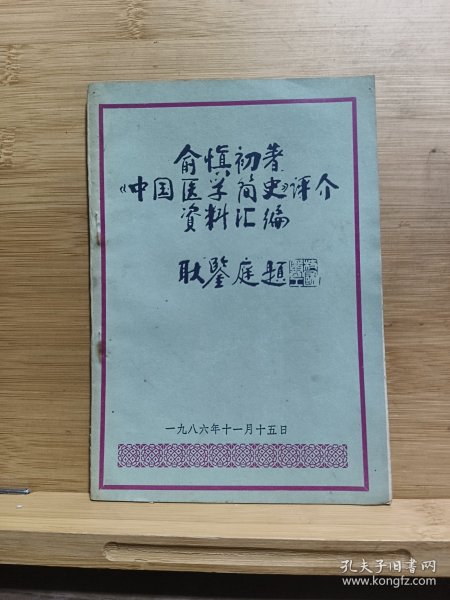 俞慎初著
《中国医学简史》评介
资料汇编
耿鉴庭题
一九八六年十一月十五日
孔夫子旧书网
www.kongfz.com